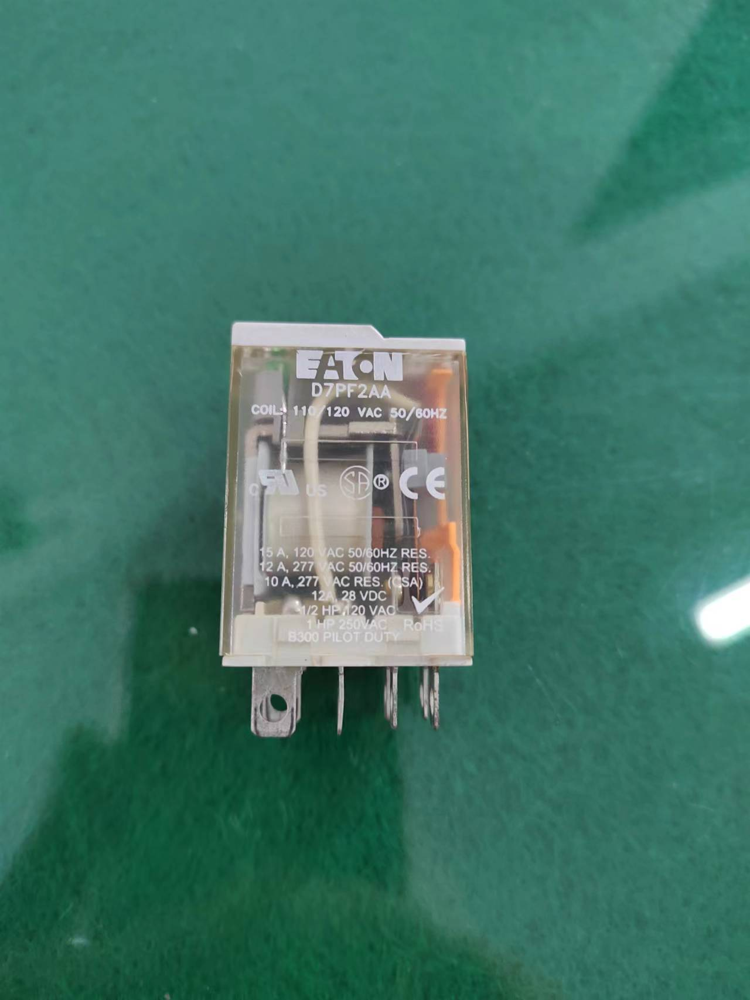 EATON
D7PF2AA
COIL: 110/120 VAC 50/60HZ
C RU US SA® CE
15 A, 120 VAC 50/60HZ RES.
12 A, 277 VAC 50/60HZ RES.
10 A, 277 VAC RES. (CSA)
12A, 28 VDC
1/2 HP, 120 VAC
1 HP 250VAC RoHS
B300 PILOT DUTY